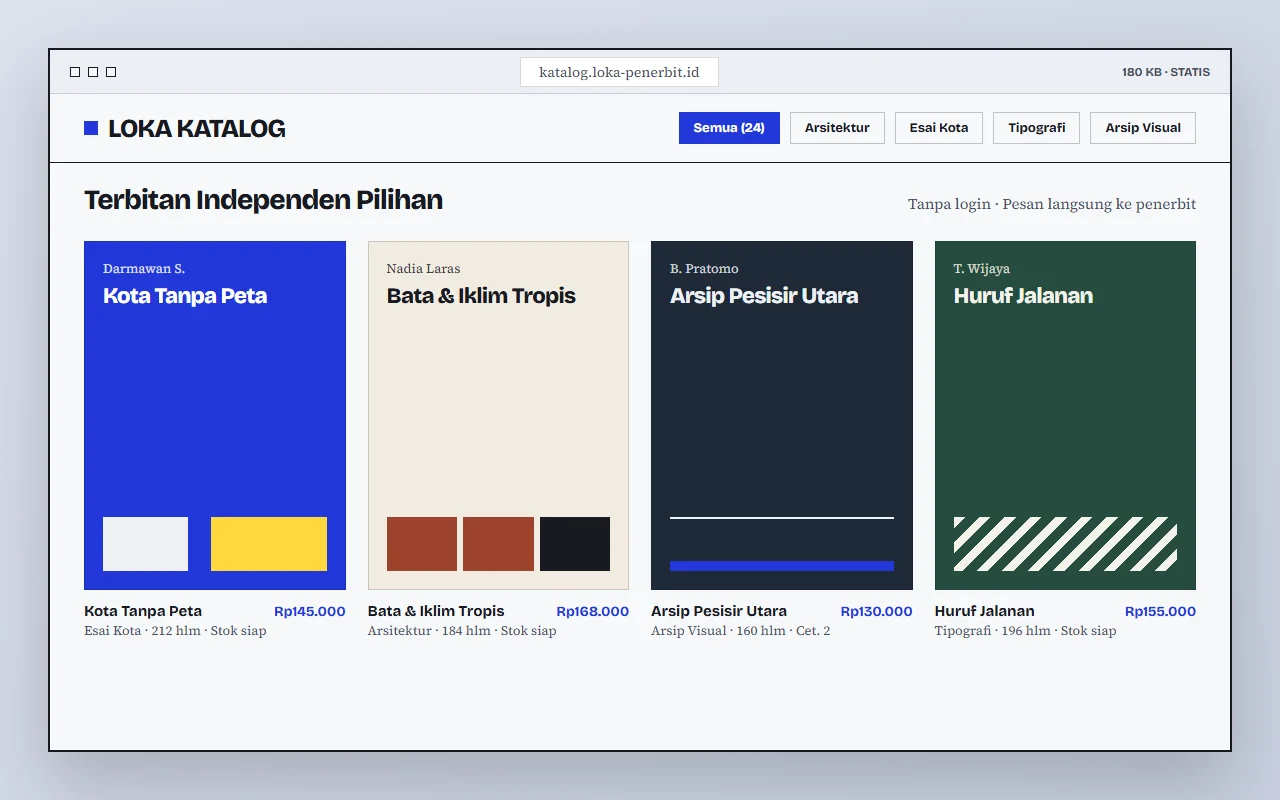 katalog.loka-penerbit.id
180 KB · STATIS
LOKA KATALOG
Semua (24)
Arsitektur
Esai Kota
Tipografi
Arsip Visual
Terbitan Independen Pilihan
Tanpa login · Pesan langsung ke penerbit
Darmawan S.
Kota Tanpa Peta
Nadia Laras
Bata & Iklim Tropis
B. Pratomo
Arsip Pesisir Utara
T. Wijaya
Huruf Jalanan
Kota Tanpa Peta
Rp145.000
Esai Kota · 212 hlm · Stok siap
Bata & Iklim Tropis
Rp168.000
Arsitektur · 184 hlm · Stok siap
Arsip Pesisir Utara
Rp130.000
Arsip Visual · 160 hlm · Cet. 2
Huruf Jalanan
Rp155.000
Tipografi · 196 hlm · Stok siap